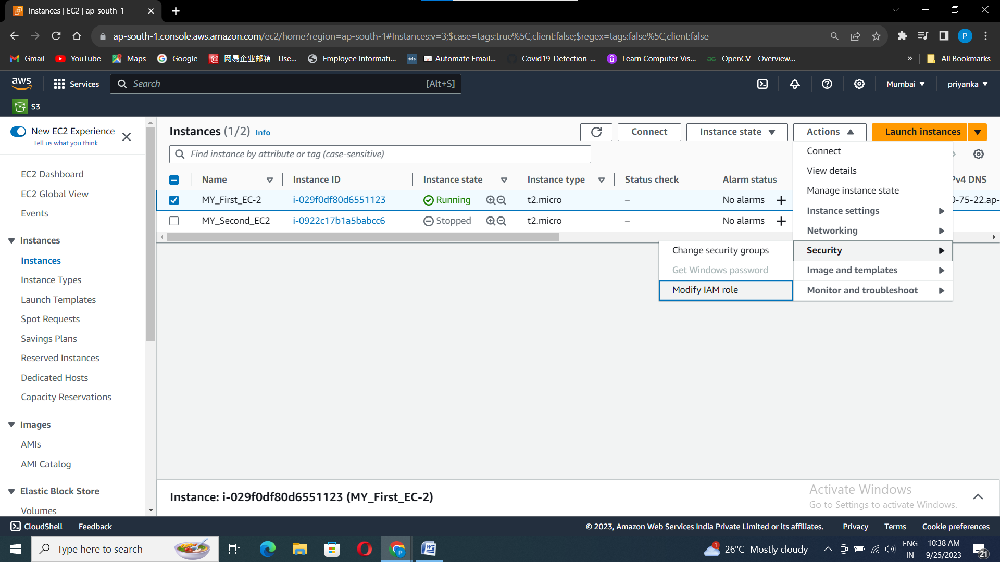 Instances | EC2 | ap-south-1
ap-south-1.console.aws.amazon.com/ec2/home?region=ap-south-1#Instances:v=3;$case=tags:true%5C,client:false;$regex=tags:false%5C,client:false
P
Gmail YouTube Maps Google 网易企业邮箱 - Use... Employee Informati... tds Automate Email... Covid19_Detection_... Learn Computer Vis... OpenCV - Overview... » All Bookmarks
aws Services Search [Alt+S] Mumbai priyanka
S3
New EC2 Experience
Tell us what you think
EC2 Dashboard
EC2 Global View
Events
Instances
Instances
Instance Types
Launch Templates
Spot Requests
Savings Plans
Reserved Instances
Dedicated Hosts
Capacity Reservations
Images
AMIs
AMI Catalog
Elastic Block Store
Volumes
Instances (1/2) Info Connect Instance state Actions Launch instances
Find instance by attribute or tag (case-sensitive)
Name Instance ID Instance state Instance type Status check Alarm status Pv4 DNS
MY_First_EC-2 i-029f0df80d6551123 Running t2.micro – No alarms + 0-75-22.ap-
MY_Second_EC2 i-0922c17b1a5babcc6 Stopped t2.micro – No alarms +
Connect
View details
Manage instance state
Instance settings
Networking
Security
Image and templates
Monitor and troubleshoot
Change security groups
Get Windows password
Modify IAM role
Instance: i-029f0df80d6551123 (MY_First_EC-2)
Activate Windows
Go to Settings to activate Windows.
CloudShell Feedback © 2023, Amazon Web Services India Private Limited or its affiliates. Privacy Terms Cookie preferences
Type here to search 1 26°C Mostly cloudy ENG IN 10:38 AM 9/25/2023 21